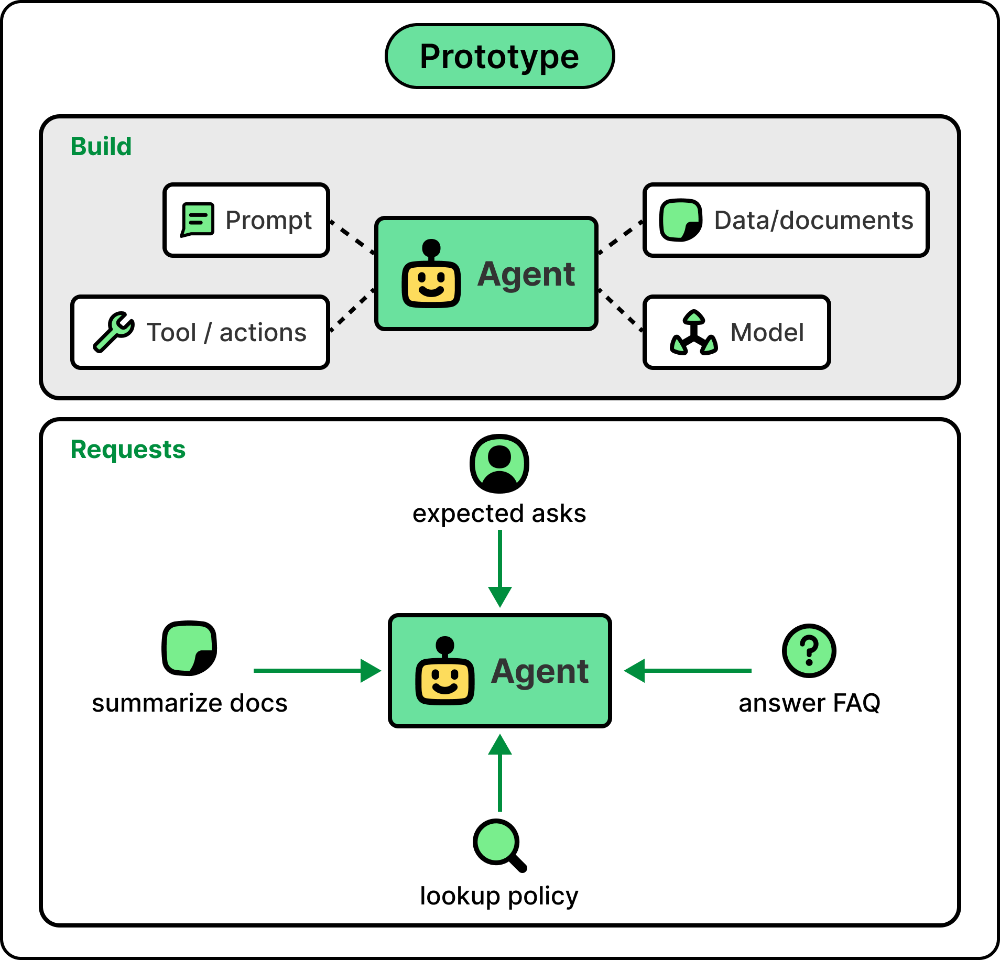 Prototype
Build
Prompt
Data/documents
Agent
Tool / actions
Model
Requests
expected asks
Agent
summarize docs
answer FAQ
lookup policy